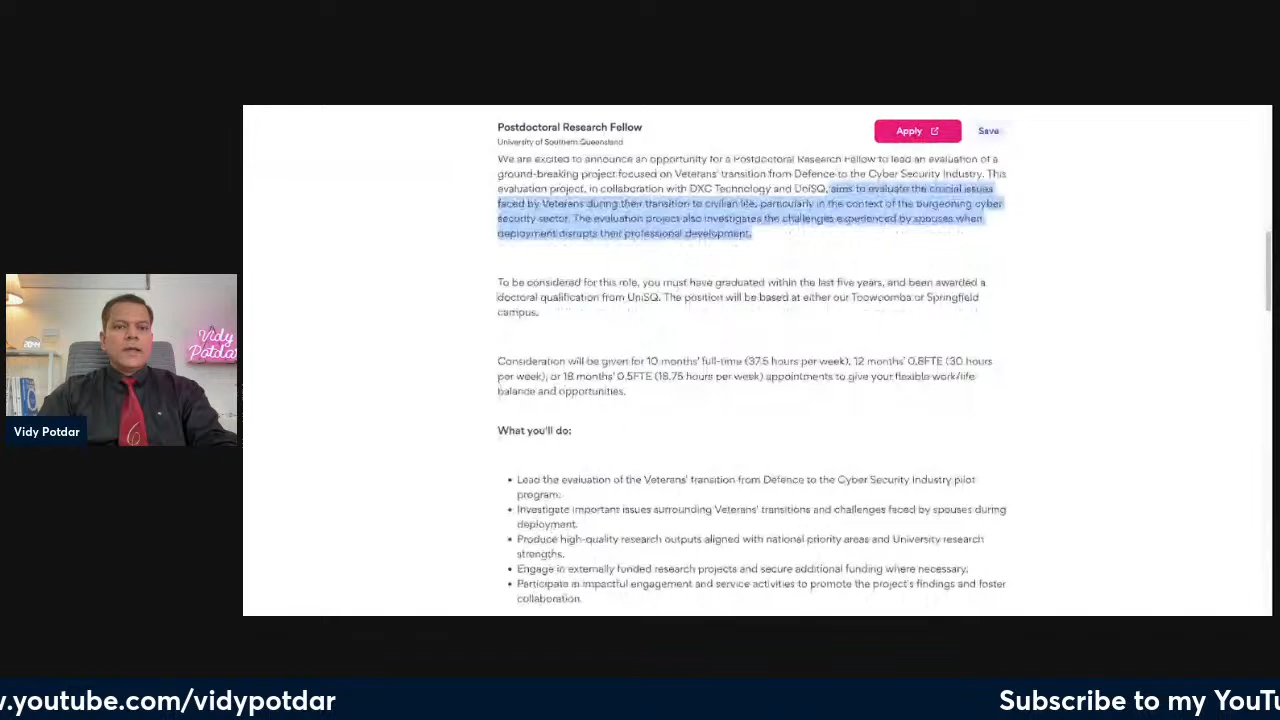 Postdoctoral Research Fellow
University of Southern Queensland
Apply
Save
We are excited to announce an opportunity for a Postdoctoral Research Fellow to lead an evaluation of a
ground-breaking project focused on Veterans' transition from Defence to the Cyber Security Industry. This
evaluation project, in collaboration with DXC Technology and UniSQ, aims to evaluate the crucial issues
faced by Veterans during their transition to civilian life, particularly in the context of the burgeoning cyber
security sector. The evaluation project also investigates the challenges experienced by spouses when
deployment disrupts their professional development.
To be considered for this role, you must have graduated within the last five years, and been awarded a
doctoral qualification from UniSQ. The position will be based at either our Toowoomba or Springfield
campus.
Consideration will be given for 10 months' full-time (37.5 hours per week), 12 months' 0.8FTE (30 hours
per week), or 18 months' 0.5FTE (18.75 hours per week) appointments to give your flexible work/life
balance and opportunities.
What you'll do:
• Lead the evaluation of the Veterans' transition from Defence to the Cyber Security Industry pilot
program.
• Investigate important issues surrounding Veterans' transitions and challenges faced by spouses during
deployment.
• Produce high-quality research outputs aligned with national priority areas and University research
strengths.
• Engage in externally funded research projects and secure additional funding where necessary.
• Participate in impactful engagement and service activities to promote the project's findings and foster
collaboration.
20:44
Vidy
Potdar
Vidy Potdar
w.youtube.com/vidypotdar
Subscribe to my YouTu